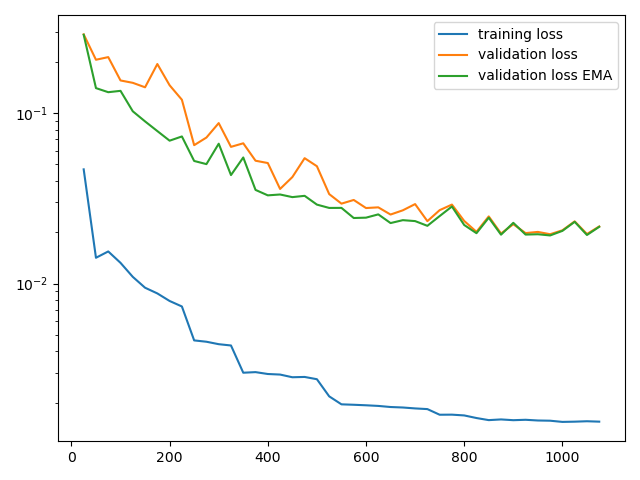 training loss
validation loss
validation loss EMA
10⁻¹
10⁻²
0 200 400 600 800 1000